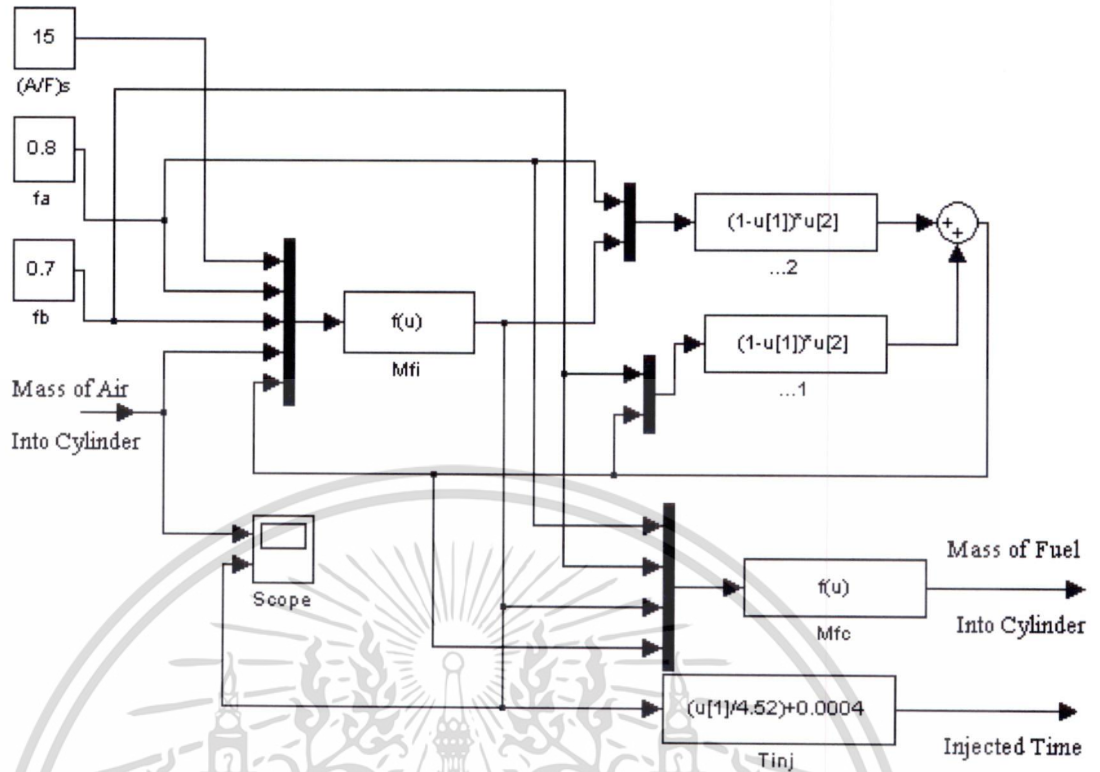 15
(A/F)s
0.8
fa
0.7
fb
Mass of Air
Into Cylinder
f(u)
Mfi
(1-u[1])*u[2]
...2
(1-u[1])*u[2]
...1
++
Scope
f(u)
Mfc
Mass of Fuel
Into Cylinder
(u[1]/4.52)+0.0004
Tinj
Injected Time